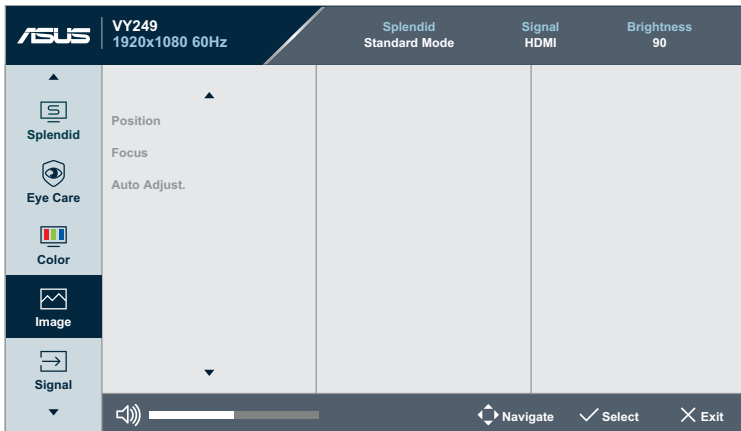 ASUS
VY249
1920x1080 60Hz
Splendid
Standard Mode
Signal
HDMI
Brightness
90
Splendid
Eye Care
Color
Image
Signal
Position
Focus
Auto Adjust.
Navigate
Select
Exit